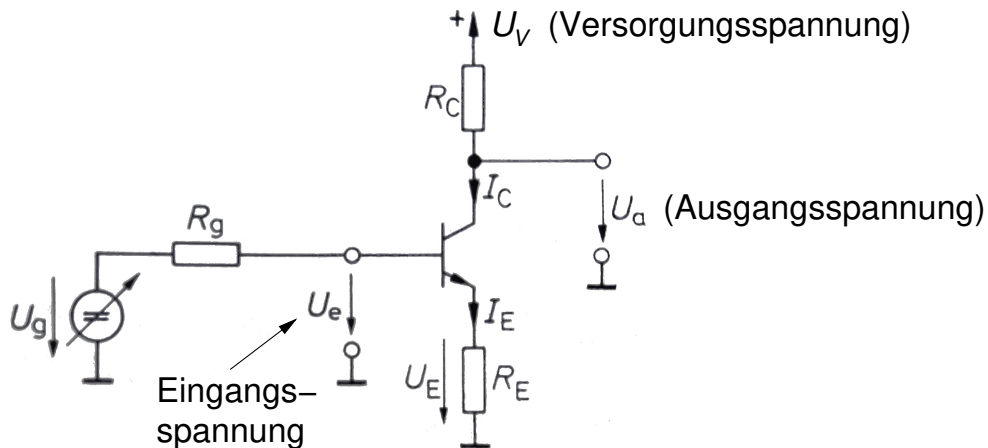 + U_V (Versorgungsspannung)
R_C
I_C
U_a (Ausgangsspannung)
R_g
U_g
U_e
I_E
U_E
R_E
Eingangs–
spannung